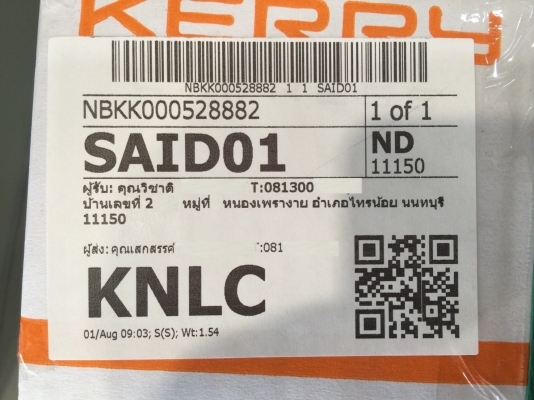 KERRY
NBKK000528882 1 1 SAID01
NBKK000528882 1 of 1
SAID01 ND
11150
ผู้รับ: คุณวิชาติ T:081300
บ้านเลขที่ 2 หมู่ที่ หนองเพรางาย อำเภอไทรน้อย นนทบุรี
11150
ผู้ส่ง: คุณเสกสรรค์ :081
KNLC
01/Aug 09:03; S(S); Wt:1.54